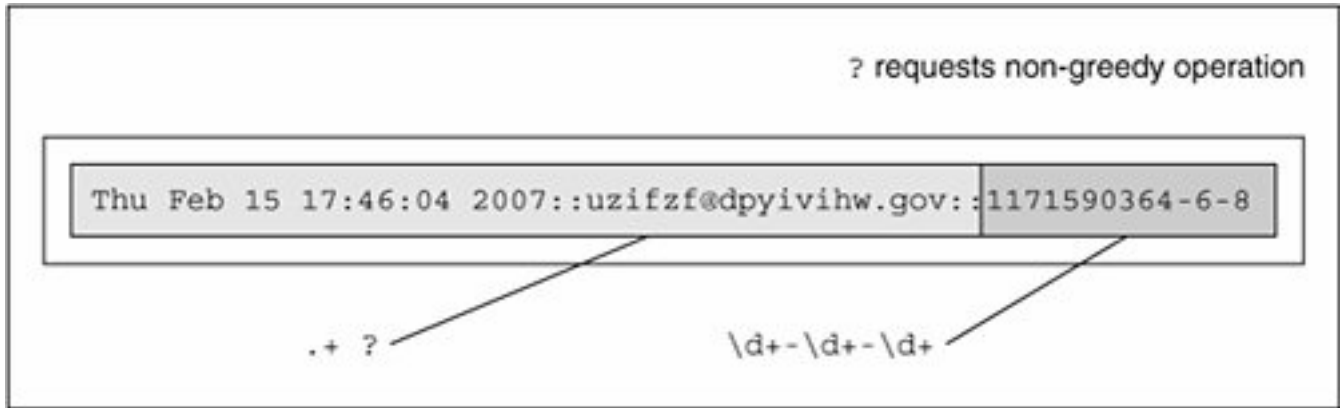 ? requests non-greedy operation
Thu Feb 15 17:46:04 2007::uzifzf@dpyivihw.gov::1171590364-6-8
.+ ? \d+-\d+-\d+